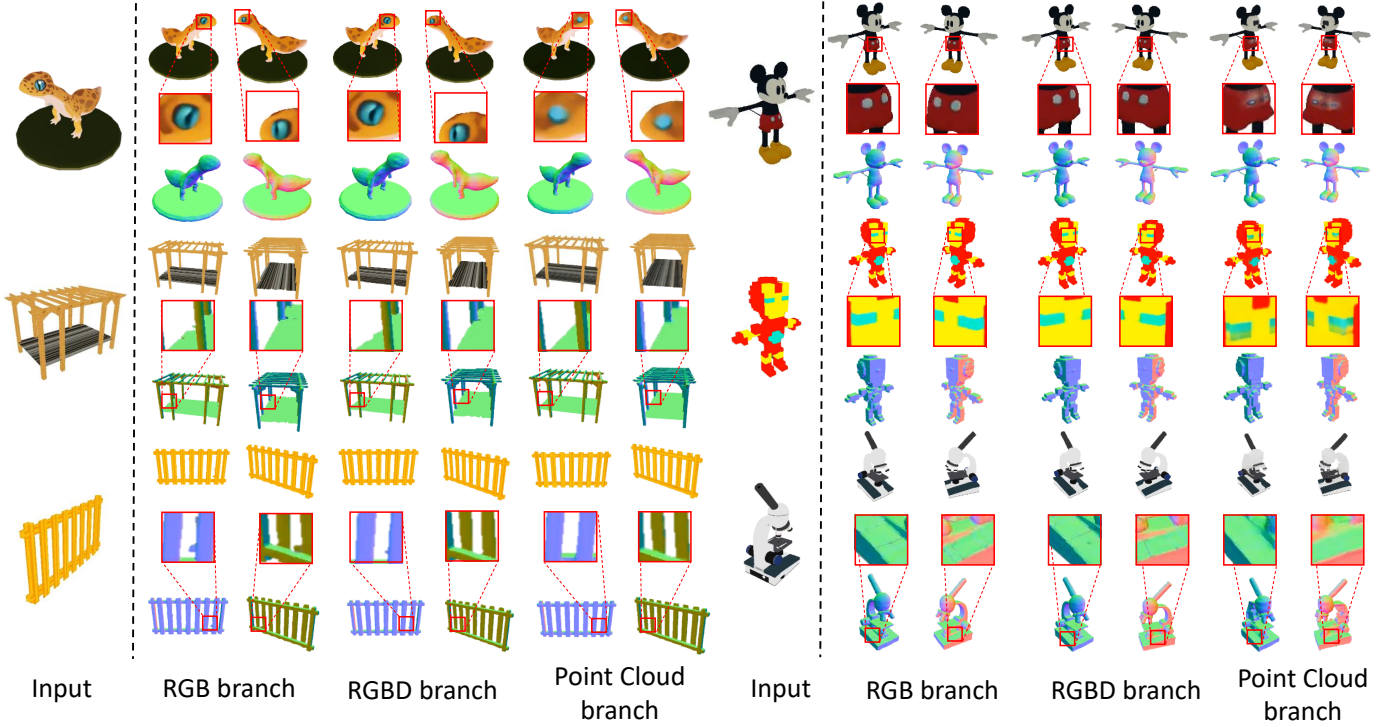 Input
RGB branch
RGBD branch
Point Cloud
branch
Input
RGB branch
RGBD branch
Point Cloud
branch